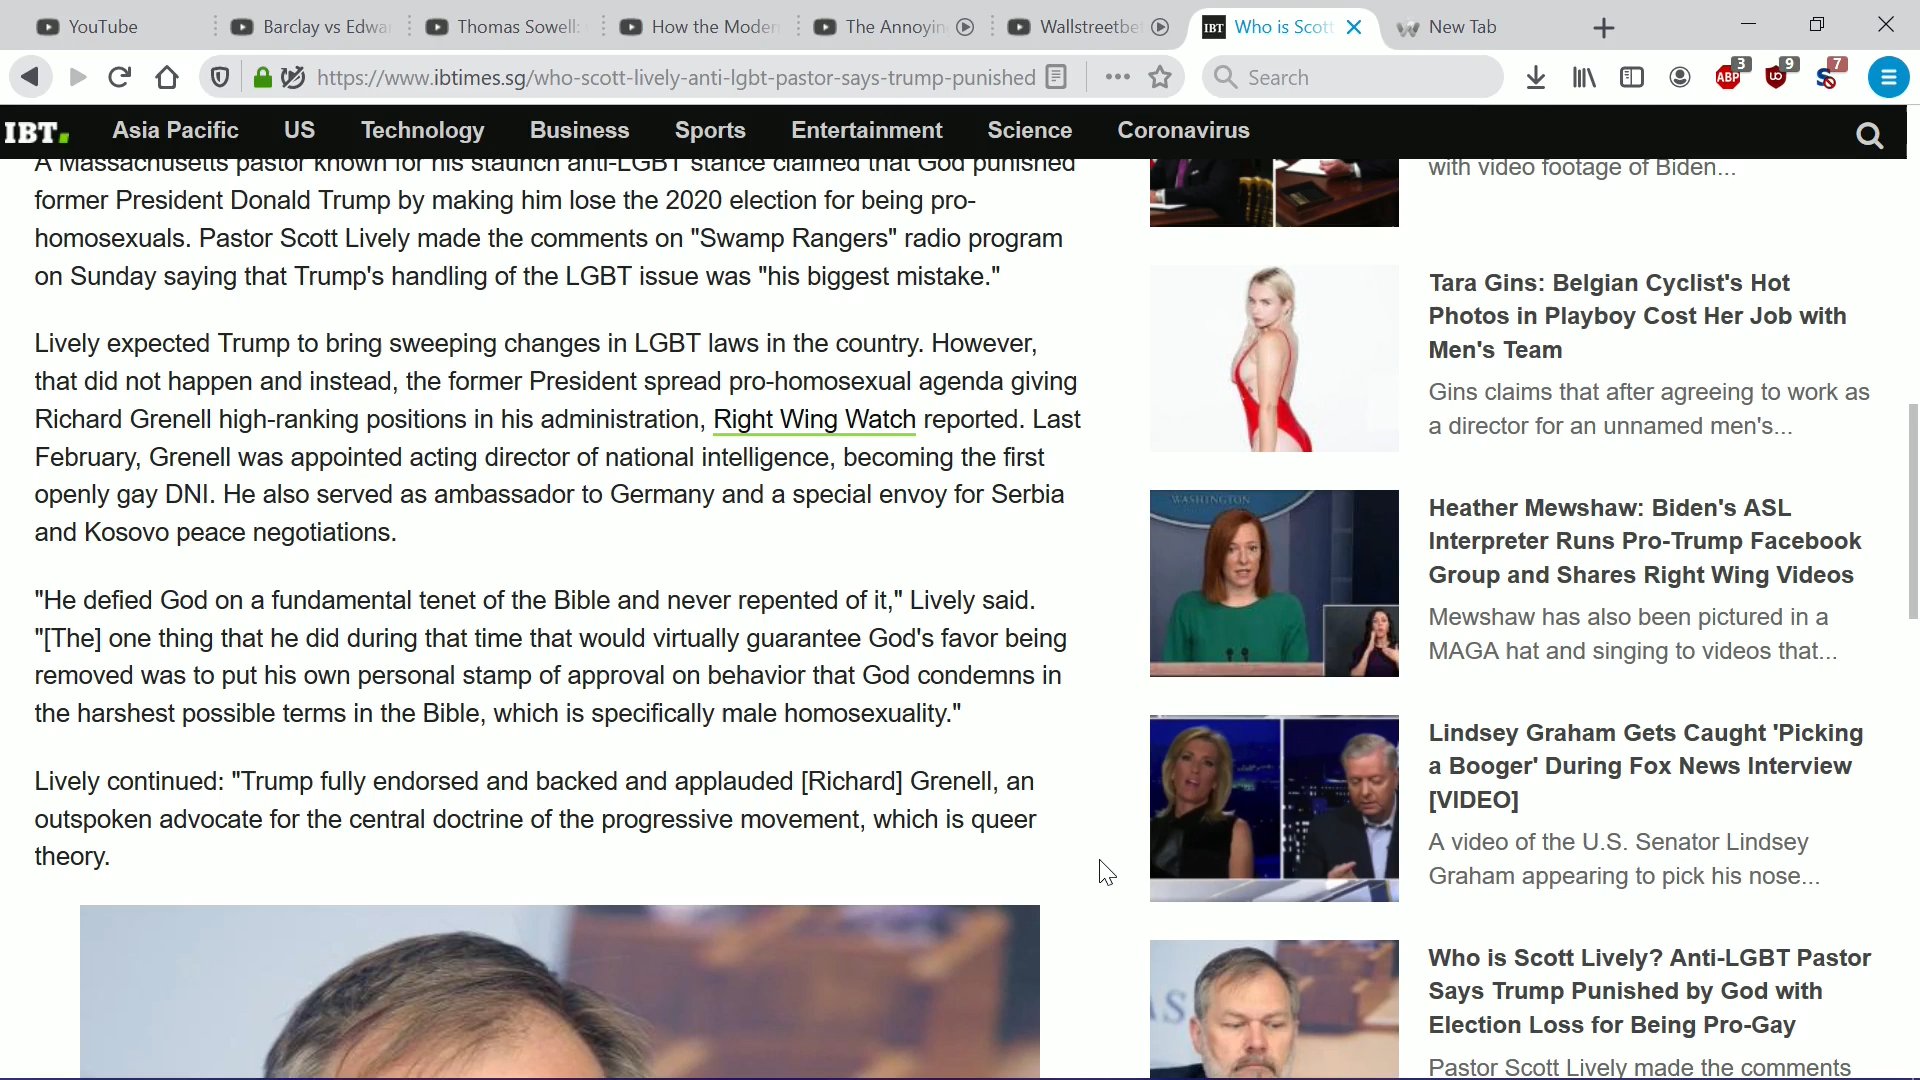 YouTube
Barclay vs Edwa
Thomas Sowell:
How the Moder
The Annoyin
Wallstreetbe
IBT
Who is Scott
New Tab
https://www.ibtimes.sg/who-scott-lively-anti-lgbt-pastor-says-trump-punished
Search
ABP
3
9
S
7
IBT.
Asia Pacific
US
Technology
Business
Sports
Entertainment
Science
Coronavirus
A Massachusetts pastor known for his staunch anti-LGBT stance claimed that God punished
former President Donald Trump by making him lose the 2020 election for being pro-
homosexuals. Pastor Scott Lively made the comments on "Swamp Rangers" radio program
on Sunday saying that Trump's handling of the LGBT issue was "his biggest mistake."
Lively expected Trump to bring sweeping changes in LGBT laws in the country. However,
that did not happen and instead, the former President spread pro-homosexual agenda giving
Richard Grenell high-ranking positions in his administration, Right Wing Watch reported. Last
February, Grenell was appointed acting director of national intelligence, becoming the first
openly gay DNI. He also served as ambassador to Germany and a special envoy for Serbia
and Kosovo peace negotiations.
"He defied God on a fundamental tenet of the Bible and never repented of it," Lively said.
"[The] one thing that he did during that time that would virtually guarantee God's favor being
removed was to put his own personal stamp of approval on behavior that God condemns in
the harshest possible terms in the Bible, which is specifically male homosexuality."
Lively continued: "Trump fully endorsed and backed and applauded [Richard] Grenell, an
outspoken advocate for the central doctrine of the progressive movement, which is queer
theory.
with video footage of Biden...
Tara Gins: Belgian Cyclist's Hot
Photos in Playboy Cost Her Job with
Men's Team
Gins claims that after agreeing to work as
a director for an unnamed men's...
WASHINGTON
Heather Mewshaw: Biden's ASL
Interpreter Runs Pro-Trump Facebook
Group and Shares Right Wing Videos
Mewshaw has also been pictured in a
MAGA hat and singing to videos that...
Lindsey Graham Gets Caught 'Picking
a Booger' During Fox News Interview
[VIDEO]
A video of the U.S. Senator Lindsey
Graham appearing to pick his nose...
Who is Scott Lively? Anti-LGBT Pastor
Says Trump Punished by God with
Election Loss for Being Pro-Gay
Pastor Scott Lively made the comments